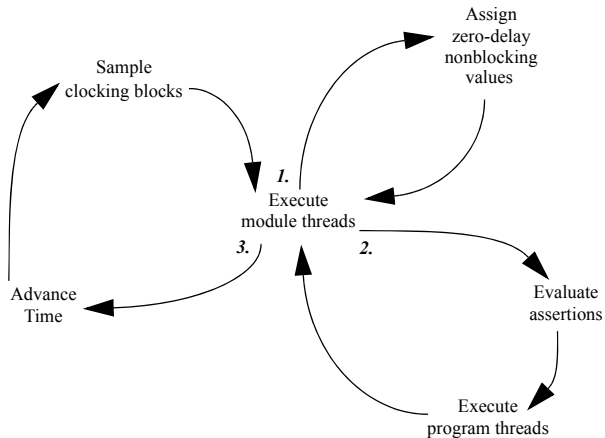 Assign
zero-delay
nonblocking
values
Sample
clocking blocks
1.
Execute
module threads
3.
2.
Advance
Time
Evaluate
assertions
Execute
program threads